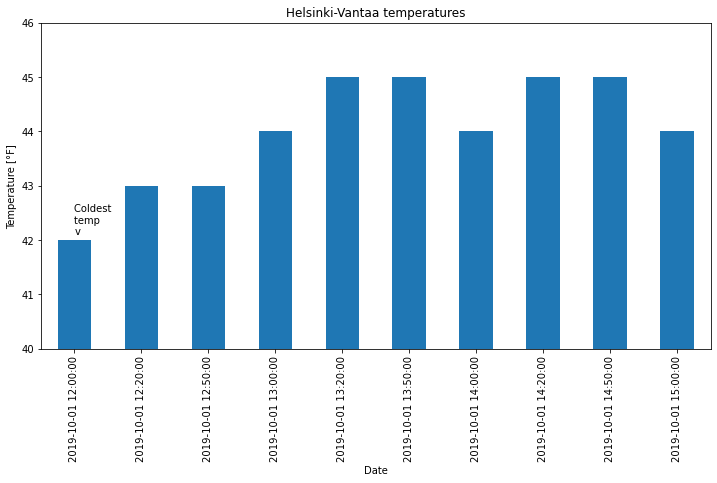 Helsinki-Vantaa temperatures
46
45
44
43
42
41
40
Temperature [°F]
Coldest
temp
v
2019-10-01 12:00:00
2019-10-01 12:20:00
2019-10-01 12:50:00
2019-10-01 13:00:00
2019-10-01 13:20:00
2019-10-01 13:50:00
2019-10-01 14:00:00
2019-10-01 14:20:00
2019-10-01 14:50:00
2019-10-01 15:00:00
Date